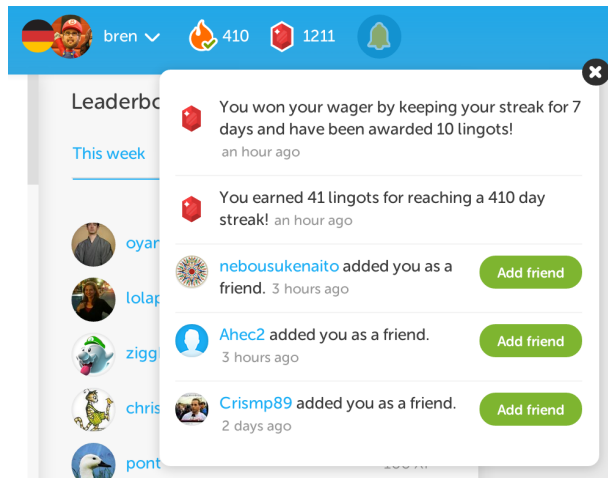 bren
410
1211
Leaderbo
This week
You won your wager by keeping your streak for 7
days and have been awarded 10 lingots!
an hour ago
You earned 41 lingots for reaching a 410 day
streak! an hour ago
oyar
nebousukenaito added you as a
friend. 3 hours ago
Add friend
lolap
Ahec2 added you as a friend.
3 hours ago
Add friend
ziggl
Crismp89 added you as a friend.
2 days ago
Add friend
chris
pont